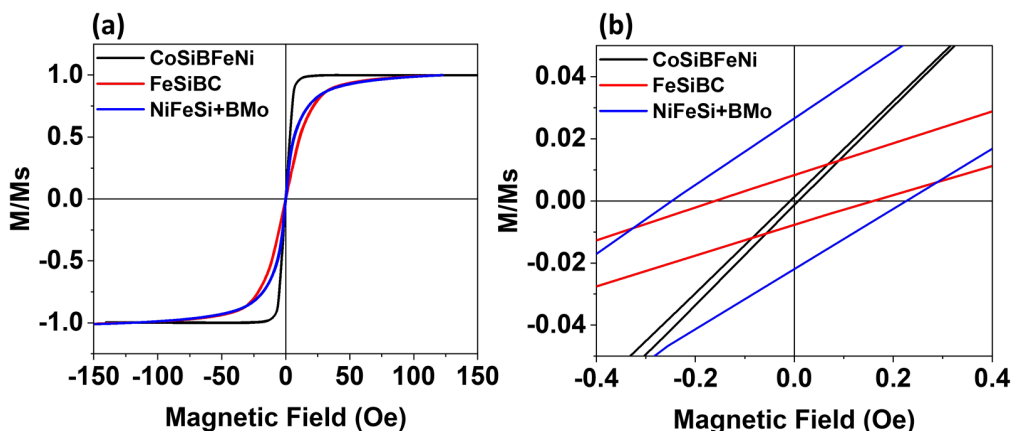 (a)
CoSiBFeNi
FeSiBC
NiFeSi+BMo
1.0
0.5
0.0
-0.5
-1.0
M/Ms
-150 -100 -50 0 50 100 150
Magnetic Field (Oe)
(b)
CoSiBFeNi
FeSiBC
NiFeSi+BMo
0.04
0.02
0.00
-0.02
-0.04
M/Ms
-0.4 -0.2 0.0 0.2 0.4
Magnetic Field (Oe)